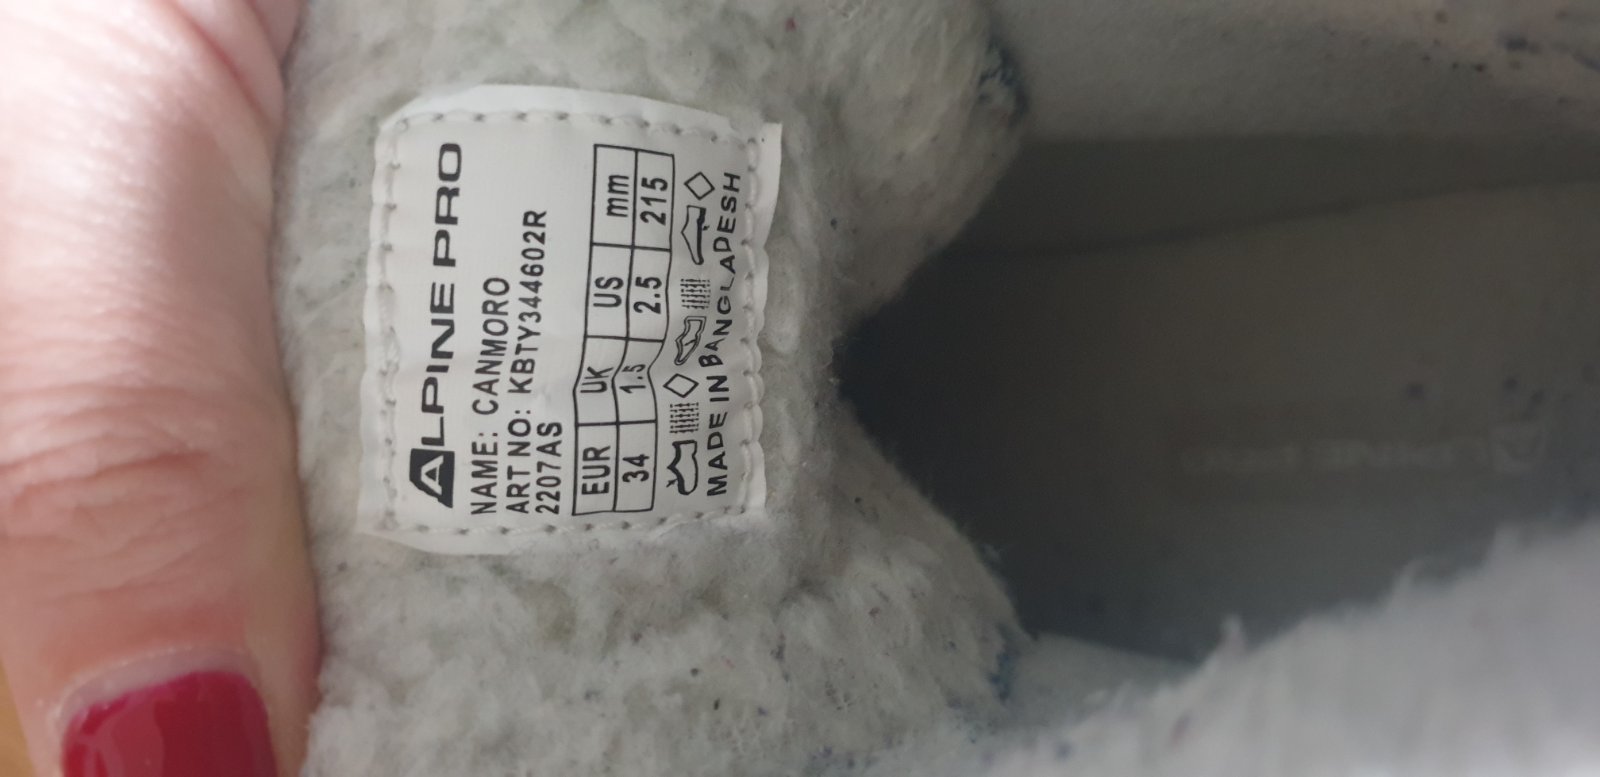 ALPINE PRO
NAME: CANMORO
ART NO: KBTY344602R
2207AS
EUR UK US mm
34 1.5 2.5 215
MADE IN BANGLADESH